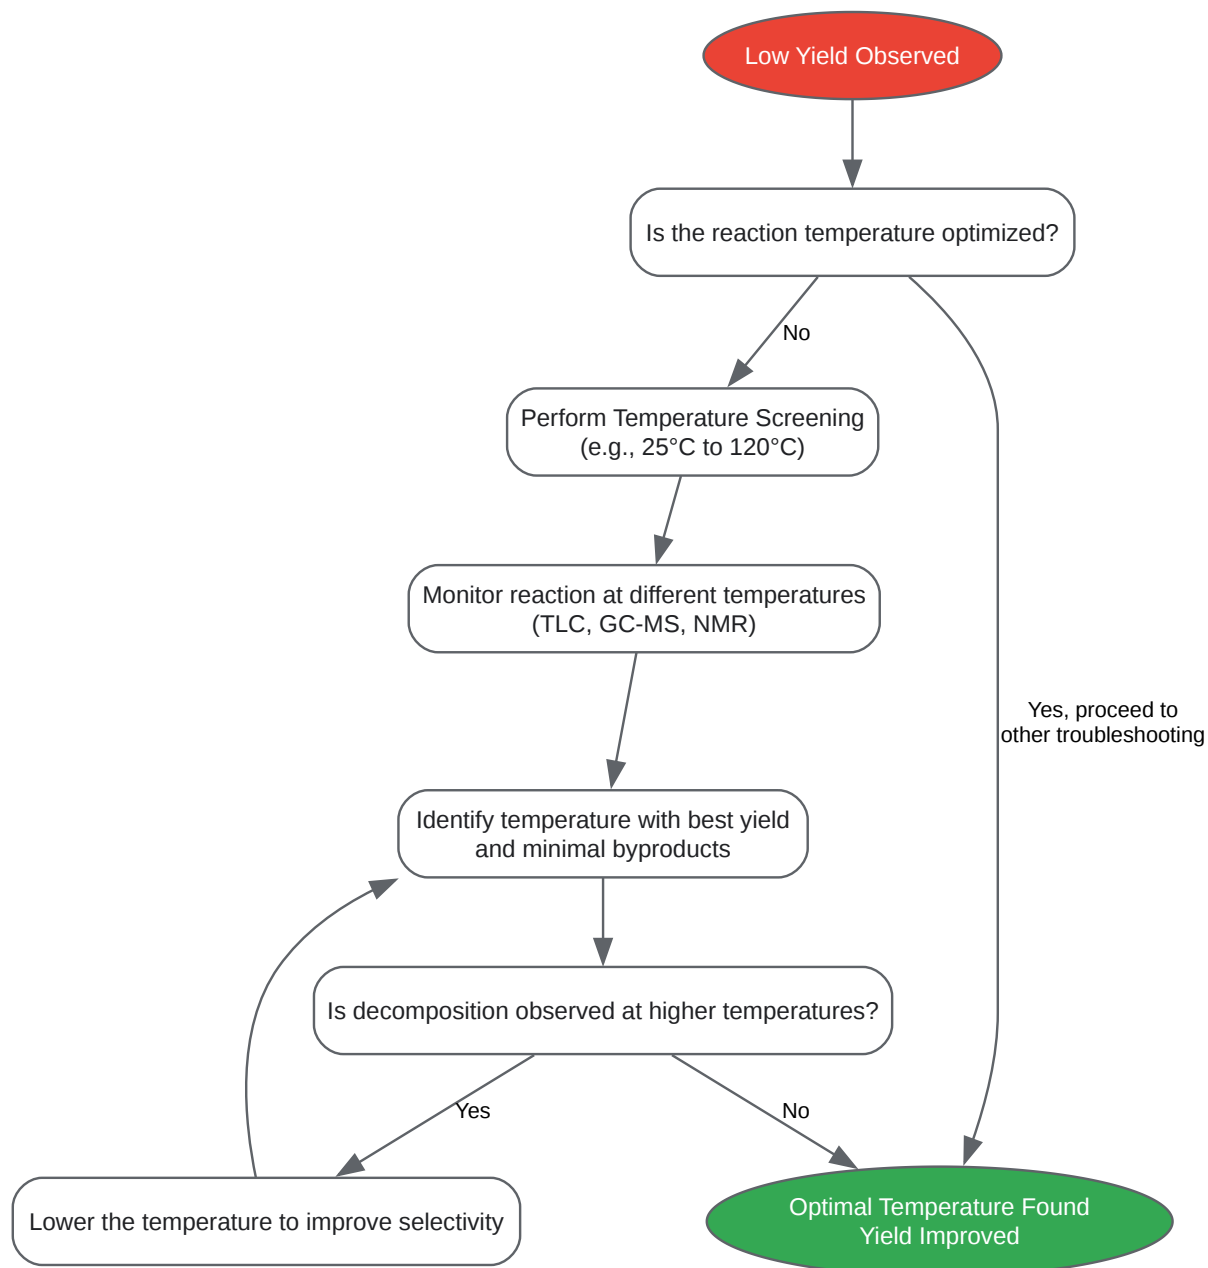 Low Yield Observed
Is the reaction temperature optimized?
No
Perform Temperature Screening
(e.g., 25°C to 120°C)
Monitor reaction at different temperatures
(TLC, GC-MS, NMR)
Yes, proceed to
other troubleshooting
Identify temperature with best yield
and minimal byproducts
Is decomposition observed at higher temperatures?
Yes
No
Lower the temperature to improve selectivity
Optimal Temperature Found
Yield Improved